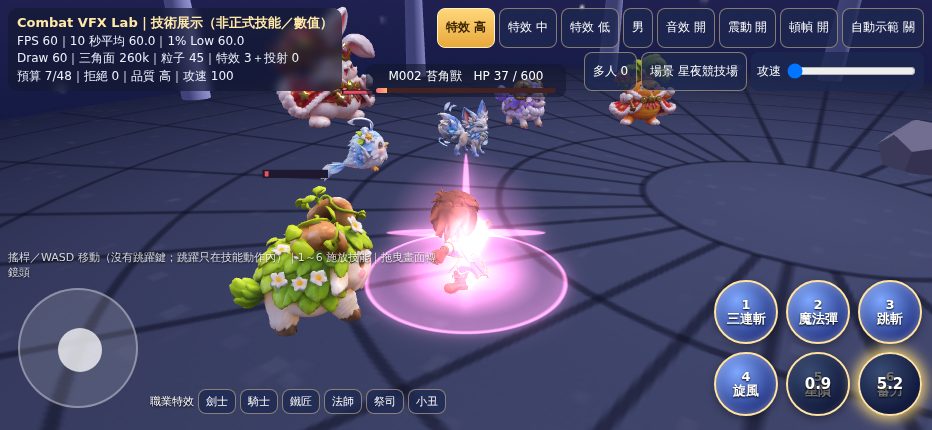 Combat VFX Lab｜技術展示（非正式技能／數值）
FPS 60｜10 秒平均 60.0｜1% Low 60.0
Draw 60｜三角面 260k｜粒子 45｜特效 3＋投射 0
預算 7/48｜拒絕 0｜品質 高｜攻速 100
特效 高
特效 中
特效 低
男
音效 開
震動 開
頓幀 開
自動示範 關
多人 0
場景 星夜競技場
攻速
M002 苔角獸 HP 37 / 600
搖桿／WASD 移動（沒有跳躍鍵；跳躍只在技能動作內）｜1～6 施放技能｜拖曳畫面轉
鏡頭
1
三連斬
2
魔法彈
3
跳斬
4
旋風
0.9
5.2
職業特效
劍士
騎士
鐵匠
法師
祭司
小丑